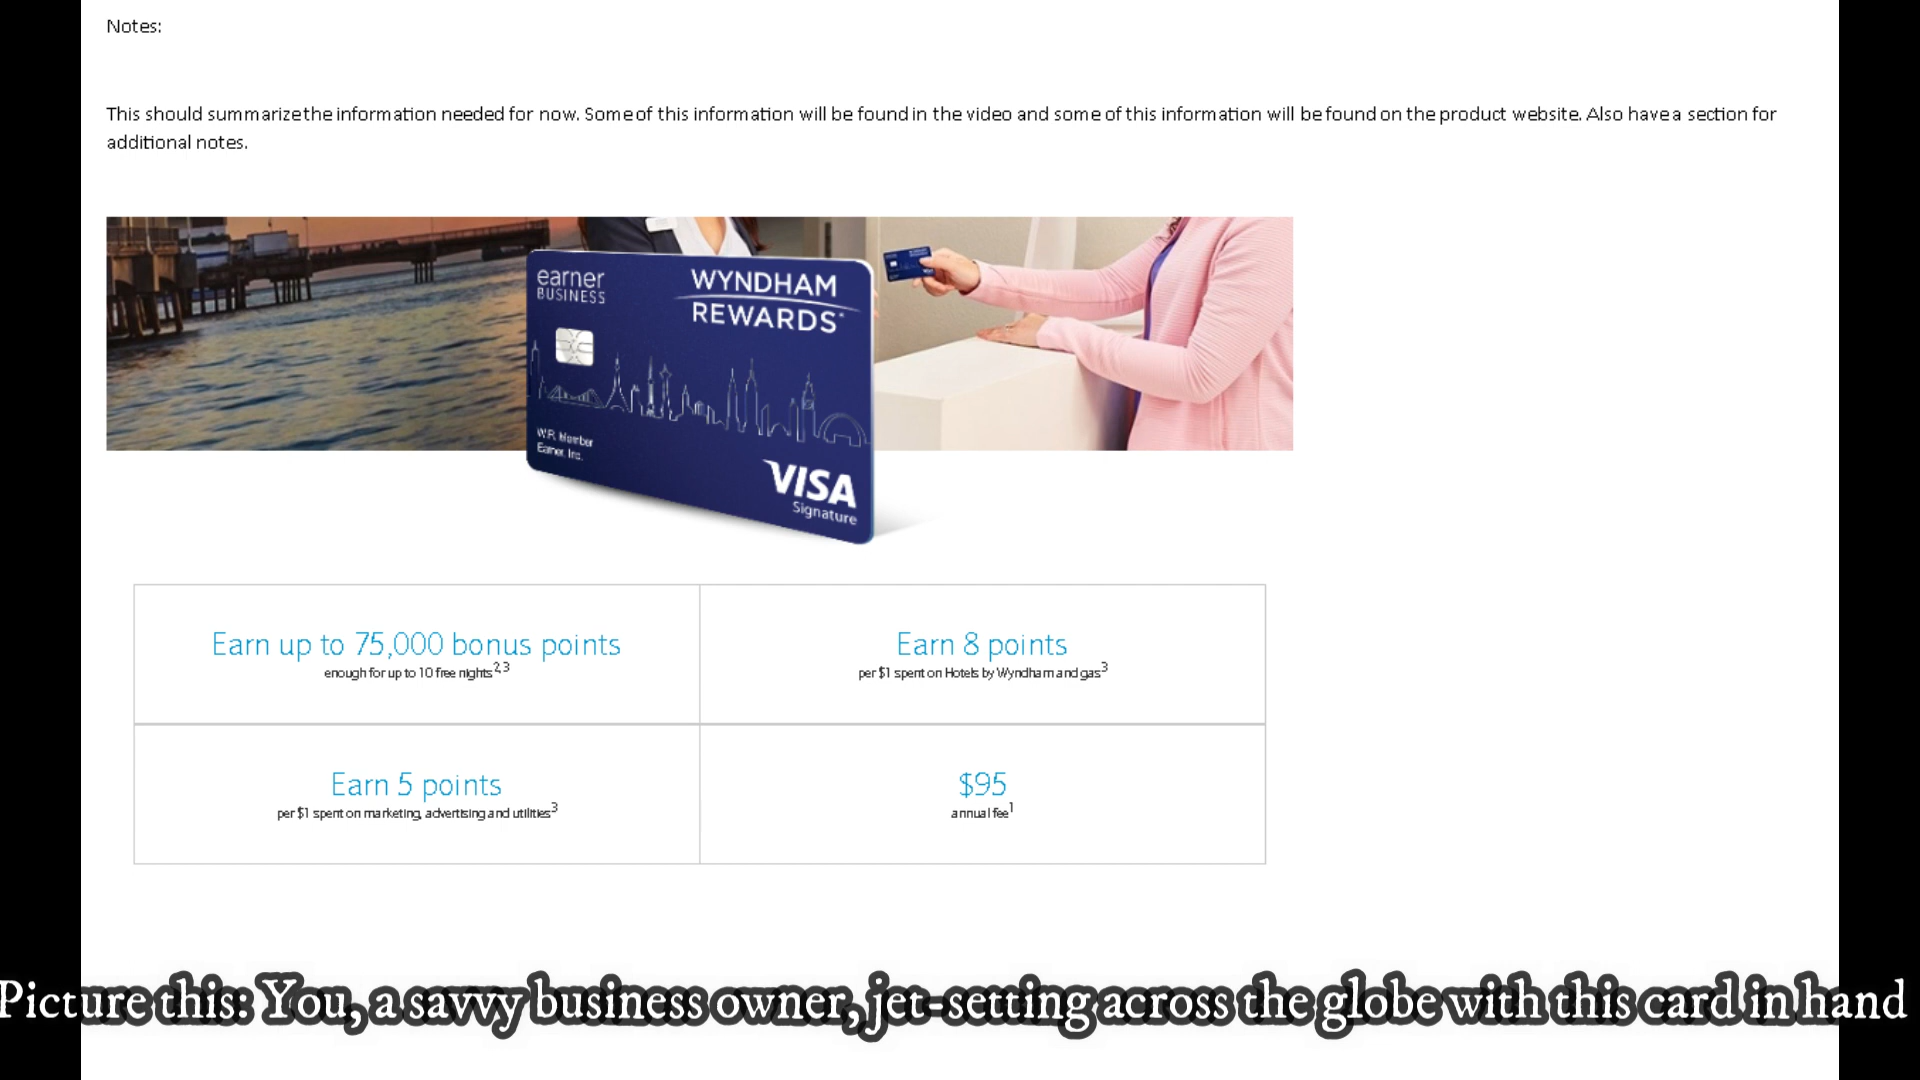 Notes:
This should summarize the information needed for now. Some of this information will be found in the video and some of this information will be found on the product website. Also have a section for
additional notes.
earner
BUSINESS
WYNDHAM
REWARDS
W.R. Member
Earner, Inc.
VISA
Signature
Earn up to 75,000 bonus points
enough for up to 10 free nights2,3
Earn 8 points
per $1 spent on Hotels by Wyndham and gas3
Earn 5 points
per $1 spent on marketing, advertising and utilities3
$95
annual fee1
Picture this: You, a savvy business owner, jet-setting across the globe with this card in hand